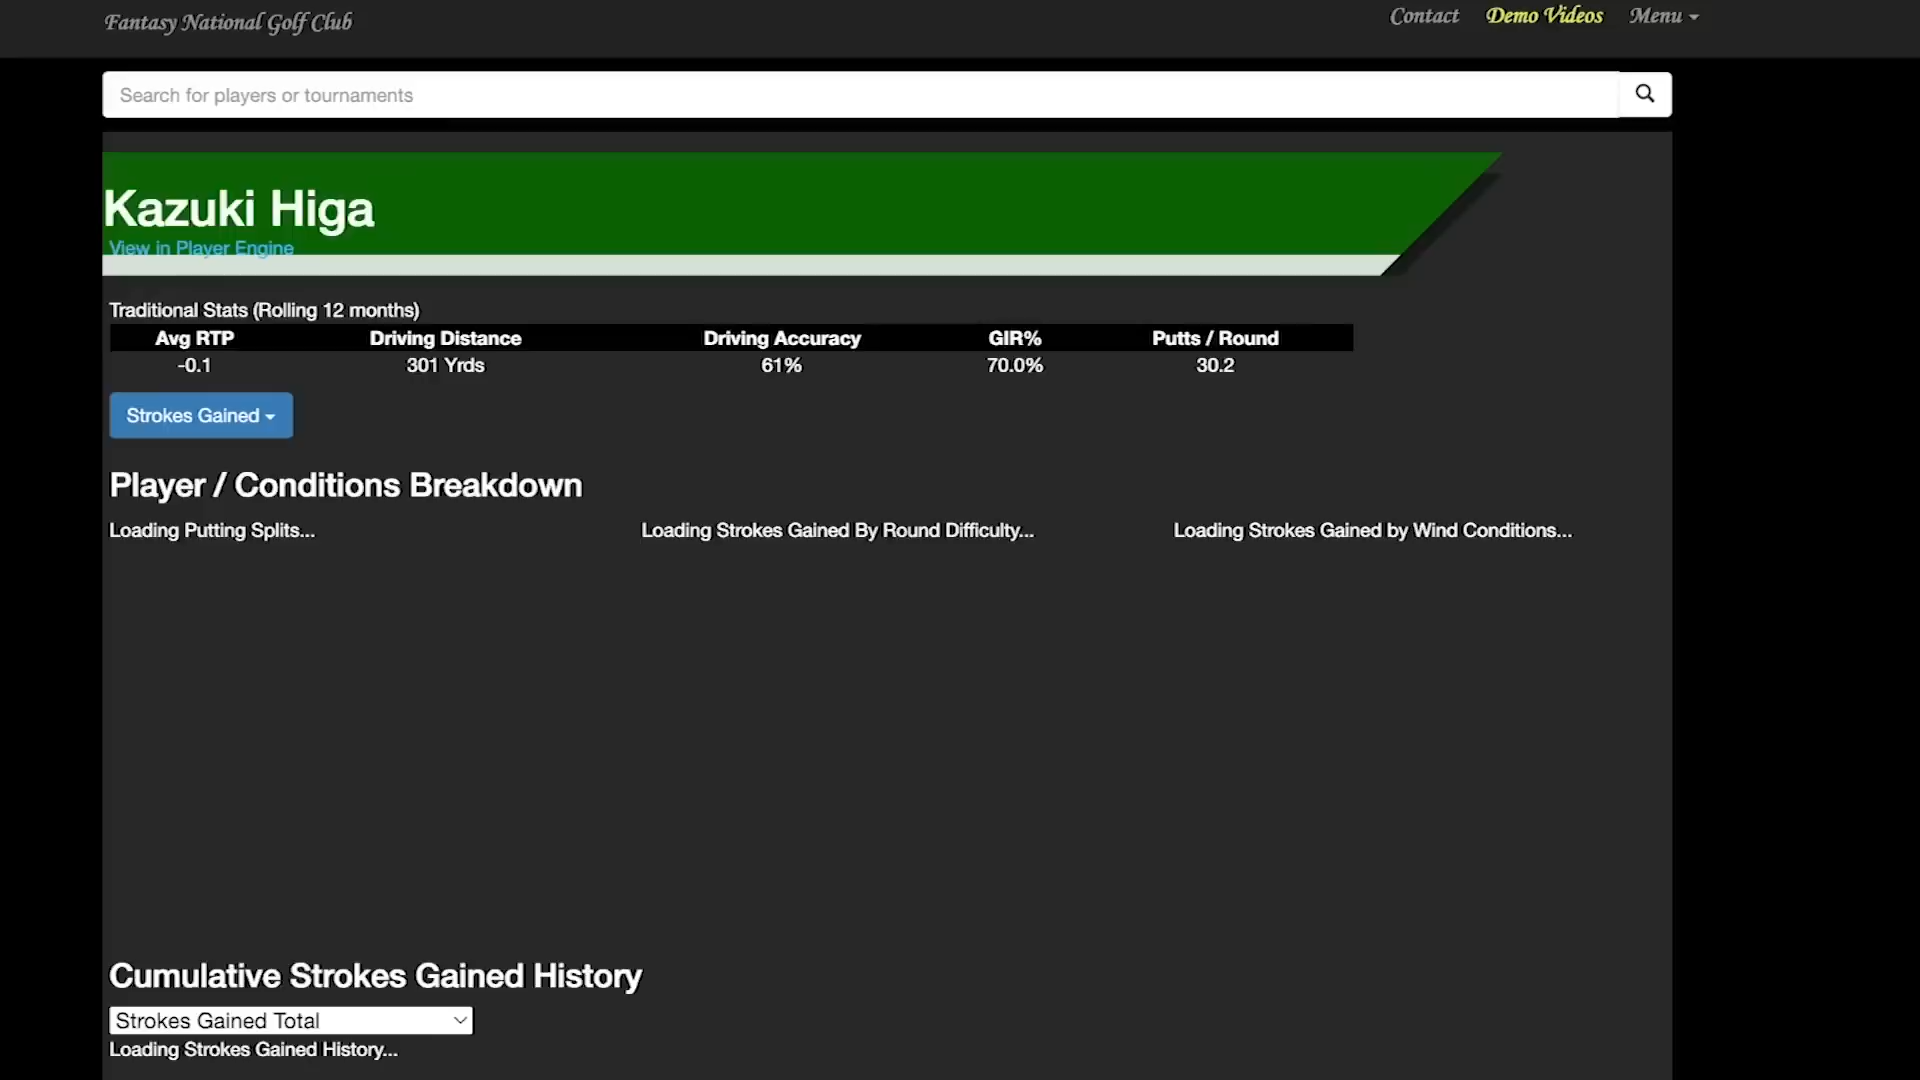 Fantasy National Golf Club
Contact Demo Videos Menu
Search for players or tournaments
Kazuki Higa
View in Player Engine
Traditional Stats (Rolling 12 months)
Avg RTP Driving Distance Driving Accuracy GIR% Putts / Round
-0.1 301 Yrds 61% 70.0% 30.2
Strokes Gained
Player / Conditions Breakdown
Loading Putting Splits... Loading Strokes Gained By Round Difficulty... Loading Strokes Gained by Wind Conditions...
Cumulative Strokes Gained History
Strokes Gained Total
Loading Strokes Gained History...